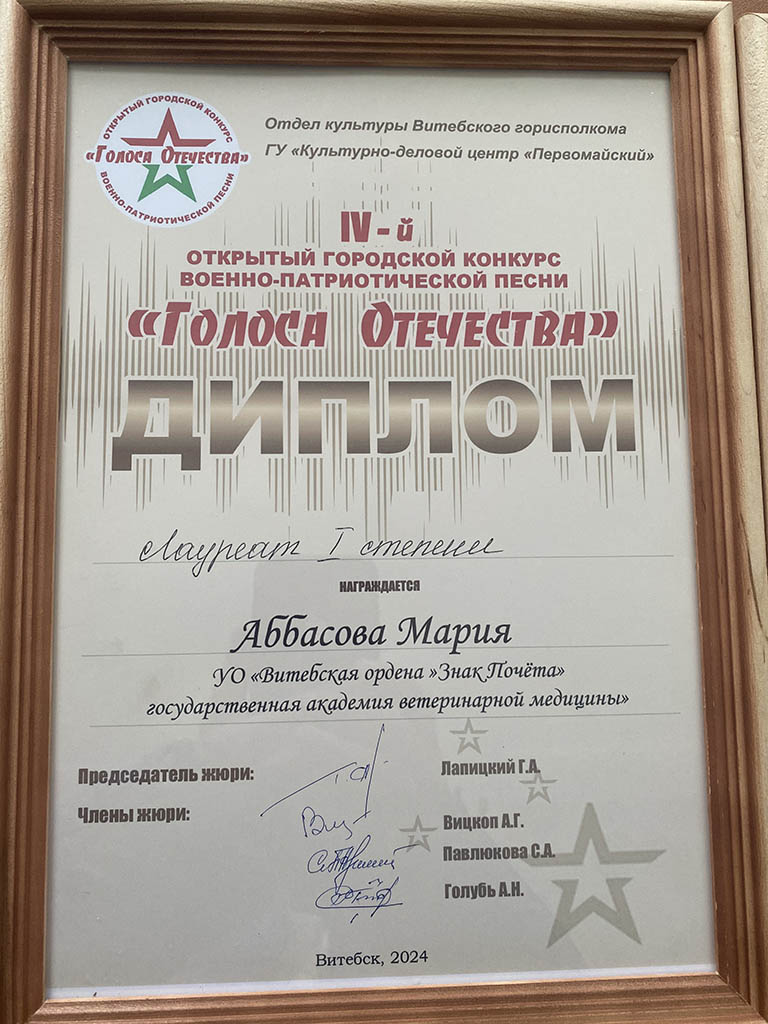 ОТКРЫТЫЙ ГОРОДСКОЙ КОНКУРС
«Голоса Отечества»
ВОЕННО-ПАТРИОТИЧЕСКОЙ ПЕСНИ
Отдел культуры Витебского горисполкома
ГУ «Культурно-деловой центр «Первомайский»
IV - й
ОТКРЫТЫЙ ГОРОДСКОЙ КОНКУРС
ВОЕННО-ПАТРИОТИЧЕСКОЙ ПЕСНИ
«Голоса Отечества»
ДИПЛОМ
Лауреат I степени
НАГРАЖДАЕТСЯ
Аббасова Мария
УО «Витебская ордена »Знак Почёта»
государственная академия ветеринарной медицины»
Председатель жюри: Лапицкий Г.А.
Члены жюри: Вицкоп А.Г.
Павлюкова С.А.
Голубь А.Н.
Витебск, 2024